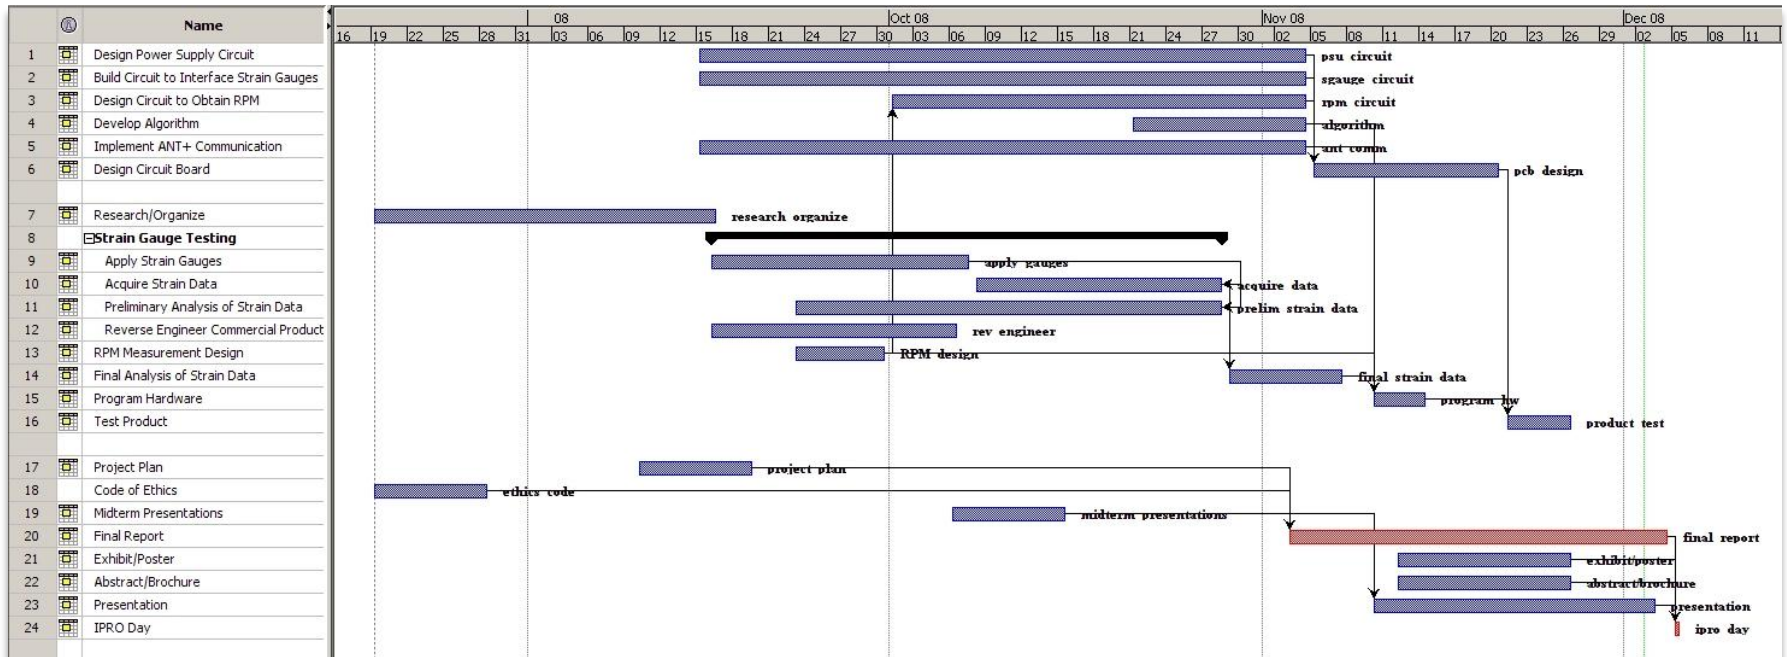 Name
08
Oct 08
Nov 08
Dec 08
16 19 22 25 28 31 03 06 09 12 15 18 21 24 27 30 03 06 09 12 15 18 21 24 27 30 02 05 08 11 14 17 20 23 26 29 02 05 08 11
1 Design Power Supply Circuit psu circuit
2 Build Circuit to Interface Strain Gauges sgauge circuit
3 Design Circuit to Obtain RPM rpm circuit
4 Develop Algorithm algorithm
5 Implement ANT+ Communication ant comm
6 Design Circuit Board pcb design
7 Research/Organize research organize
8 Strain Gauge Testing
9 Apply Strain Gauges apply gauges
10 Acquire Strain Data acquire data
11 Preliminary Analysis of Strain Data prelim strain data
12 Reverse Engineer Commercial Product rev engineer
13 RPM Measurement Design RPM design
14 Final Analysis of Strain Data final strain data
15 Program Hardware program hw
16 Test Product product test
17 Project Plan project plan
18 Code of Ethics ethics code
19 Midterm Presentations midterm presentations
20 Final Report final report
21 Exhibit/Poster exhibit/poster
22 Abstract/Brochure abstract/brochure
23 Presentation presentation
24 IPRO Day ipro day